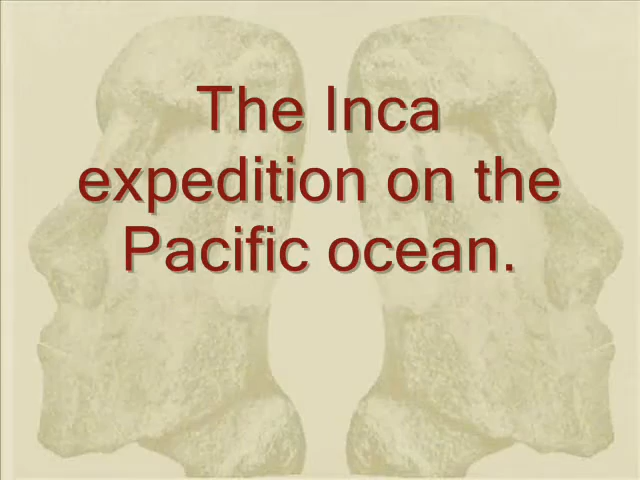 The Inca
expedition on the
Pacific ocean.